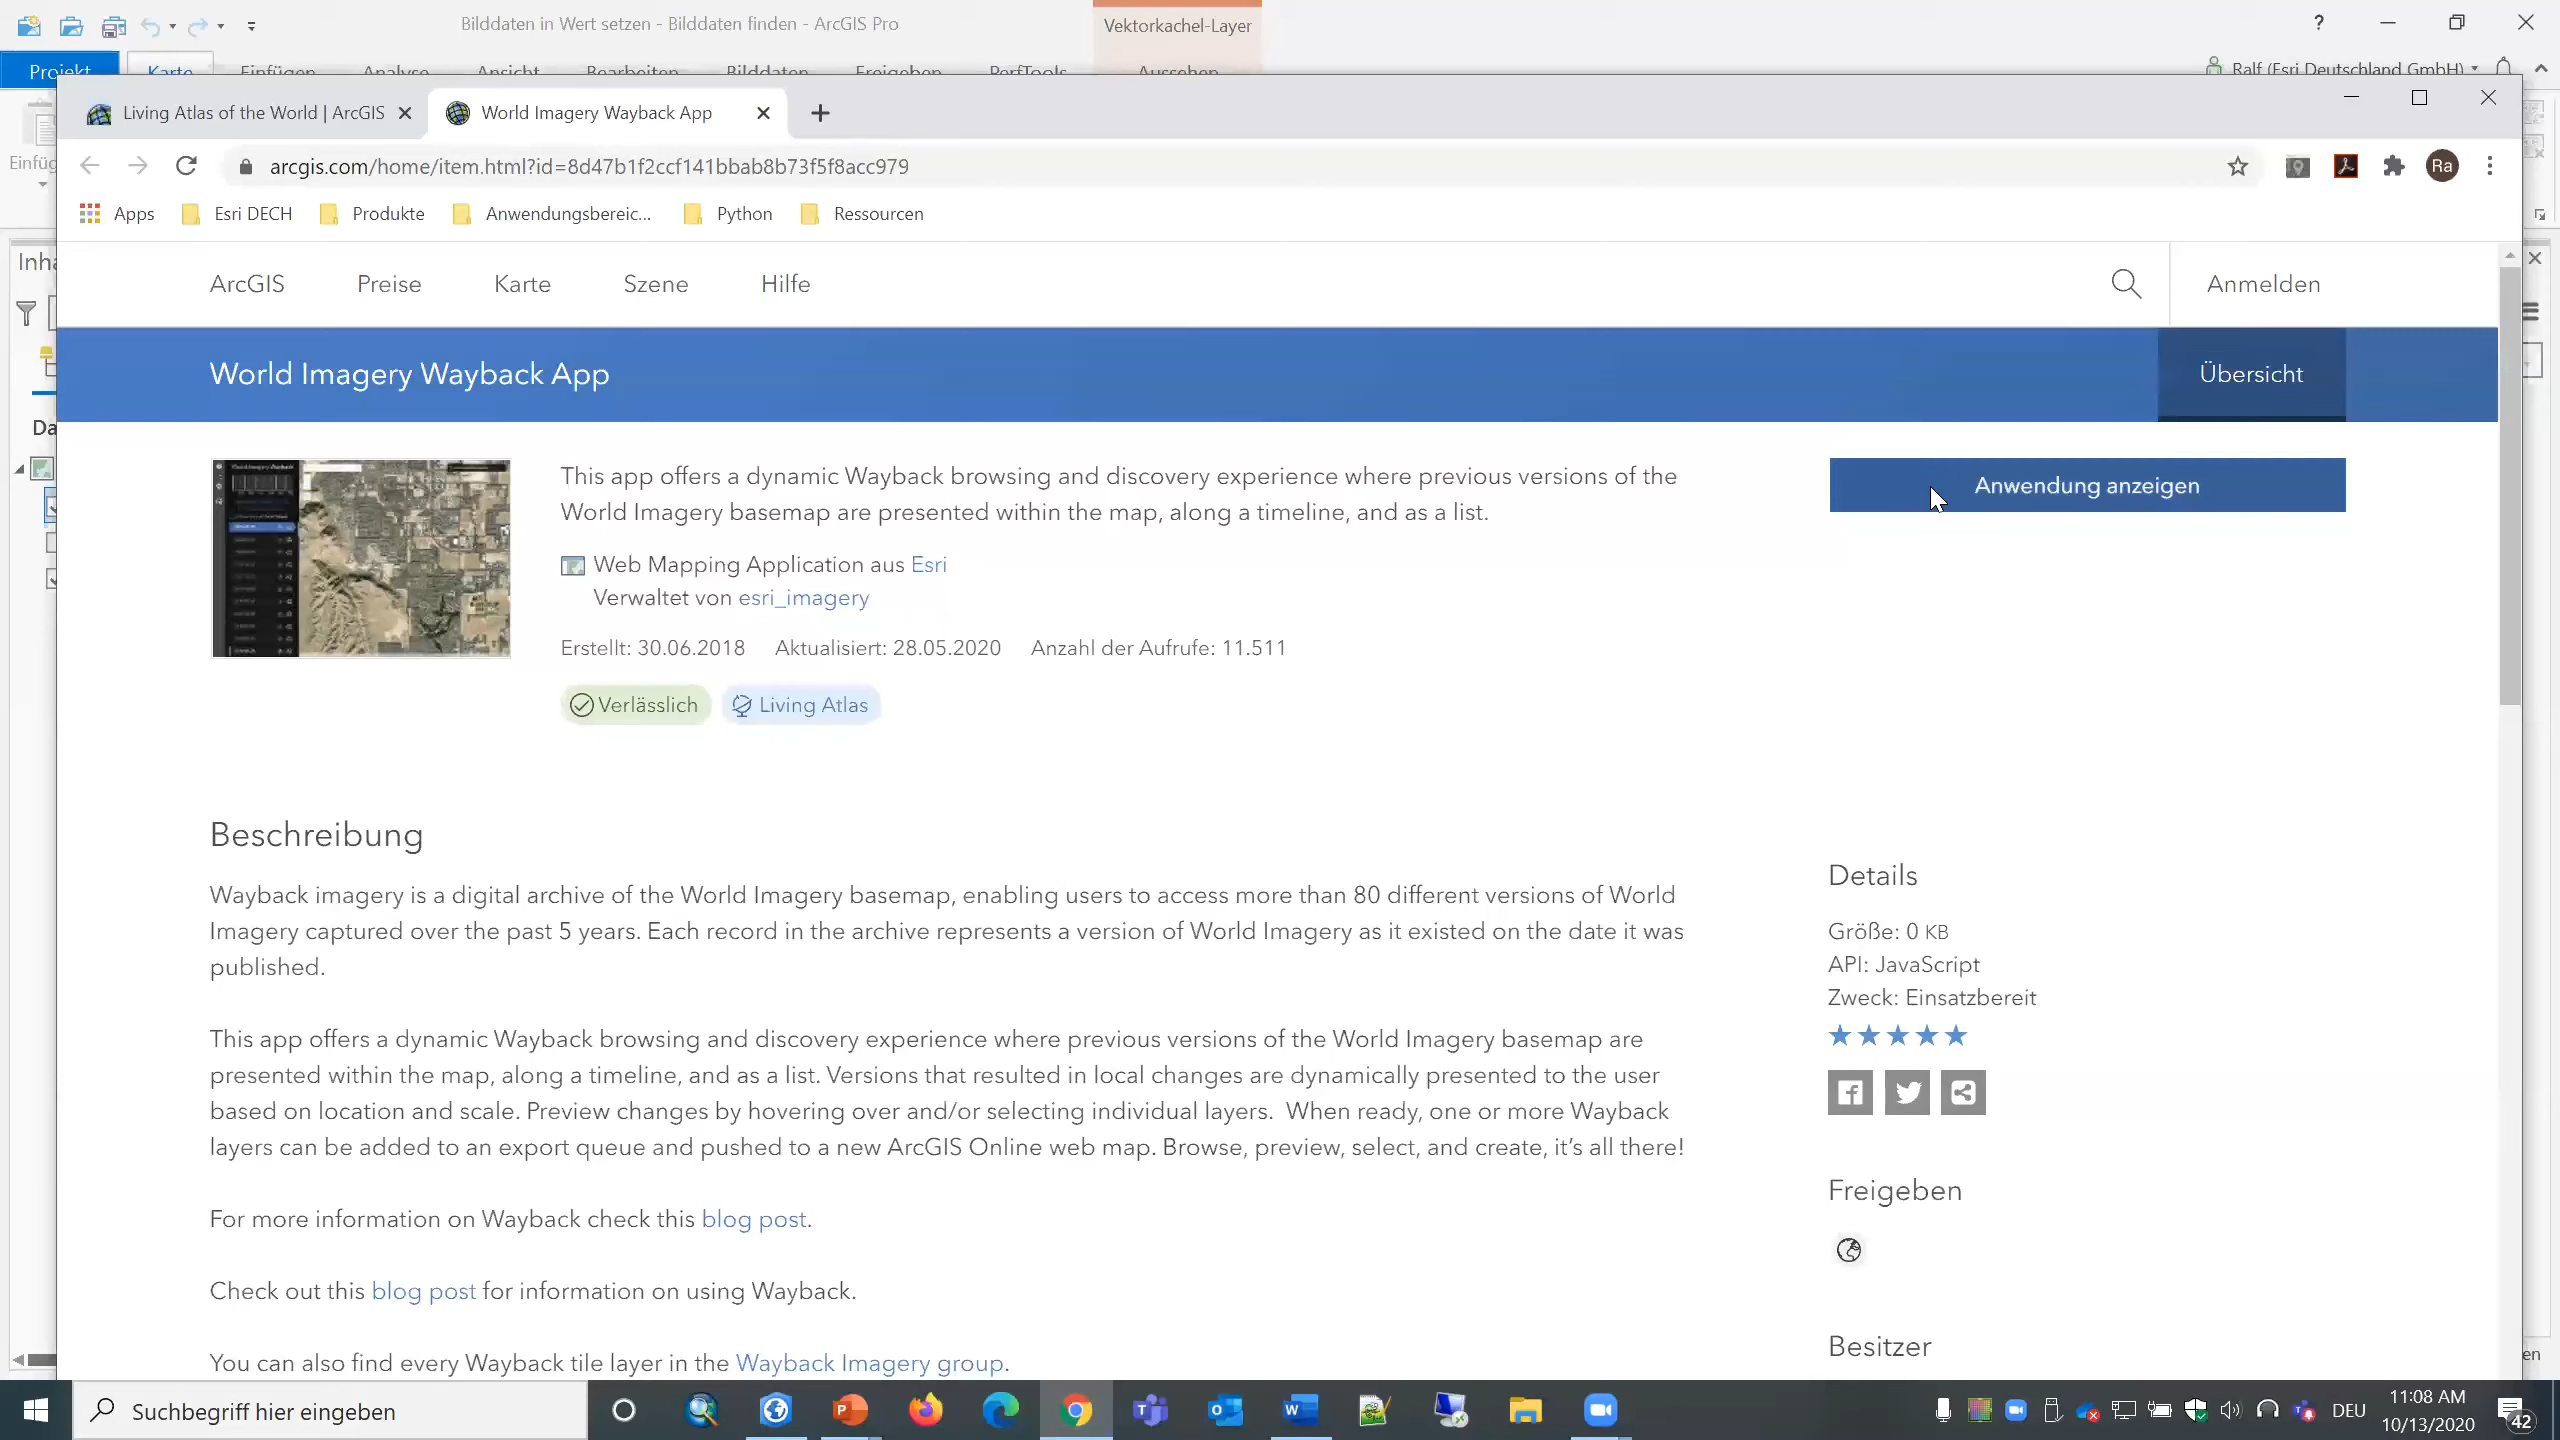 Bilddaten in Wert setzen - Bilddaten finden - ArcGIS Pro
Vektorkachel-Layer
?
Projekt Karte Einfügen Analyse Ansicht Bearbeiten Bilddaten Freigeben PerfTools Aussehen
Ralf (Esri Deutschland GmbH)
Living Atlas of the World | ArcGIS
World Imagery Wayback App
arcgis.com/home/item.html?id=8d47b1f2ccf141bbab8b73f5f8acc979
Ra
Apps Esri DECH Produkte Anwendungsbereic... Python Ressourcen
ArcGIS Preise Karte Szene Hilfe Anmelden
World Imagery Wayback App
Übersicht
This app offers a dynamic Wayback browsing and discovery experience where previous versions of the
World Imagery basemap are presented within the map, along a timeline, and as a list.
Anwendung anzeigen
Web Mapping Application aus Esri
Verwaltet von esri_imagery
Erstellt: 30.06.2018 Aktualisiert: 28.05.2020 Anzahl der Aufrufe: 11.511
Verlässlich
Living Atlas
Beschreibung
Wayback imagery is a digital archive of the World Imagery basemap, enabling users to access more than 80 different versions of World
Imagery captured over the past 5 years. Each record in the archive represents a version of World Imagery as it existed on the date it was
published.
This app offers a dynamic Wayback browsing and discovery experience where previous versions of the World Imagery basemap are
presented within the map, along a timeline, and as a list. Versions that resulted in local changes are dynamically presented to the user
based on location and scale. Preview changes by hovering over and/or selecting individual layers.  When ready, one or more Wayback
layers can be added to an export queue and pushed to a new ArcGIS Online web map. Browse, preview, select, and create, it's all there!
For more information on Wayback check this blog post.
Check out this blog post for information on using Wayback.
You can also find every Wayback tile layer in the Wayback Imagery group.
Details
Größe: 0 KB
API: JavaScript
Zweck: Einsatzbereit
Freigeben
Besitzer
Suchbegriff hier eingeben
DEU
11:08 AM
10/13/2020
42